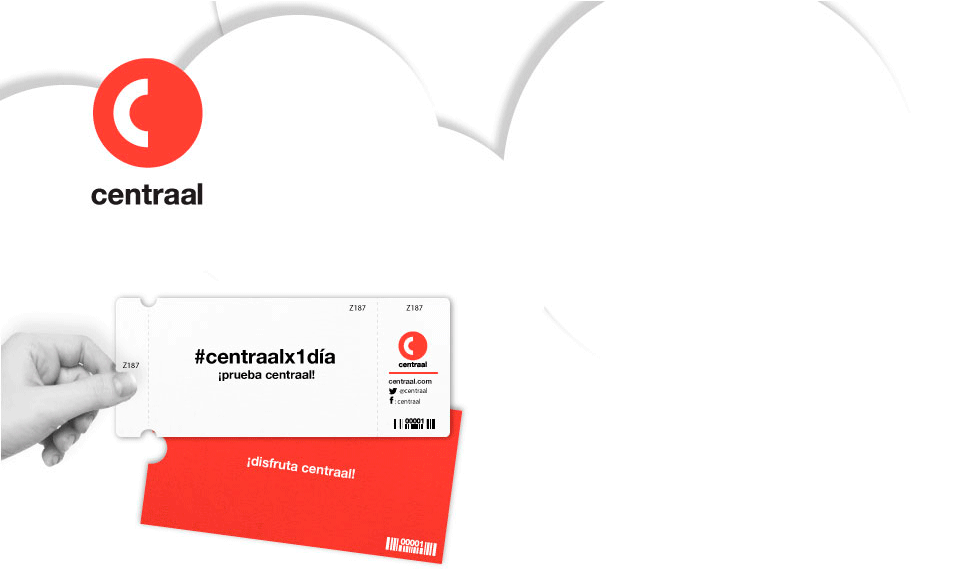 centraal
Z187
Z187
Z187
#centraalx1día
¡prueba centraal!
centraal
centraal.com
@centraal
: centraal
00001
¡disfruta centraal!
00001